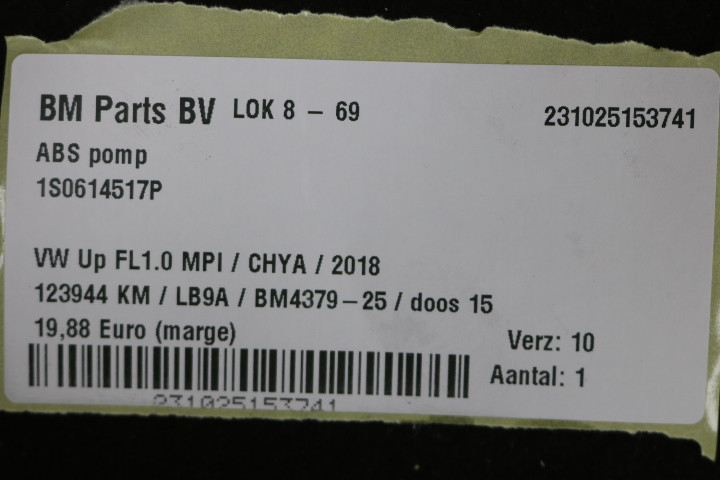 BM Parts BV LOK 8 - 69 231025153741
ABS pomp
1S0614517P
VW Up FL1.0 MPI / CHYA / 2018
123944 KM / LB9A / BM4379-25 / doos 15
19,88 Euro (marge)
Verz: 10
Aantal: 1
231025153741